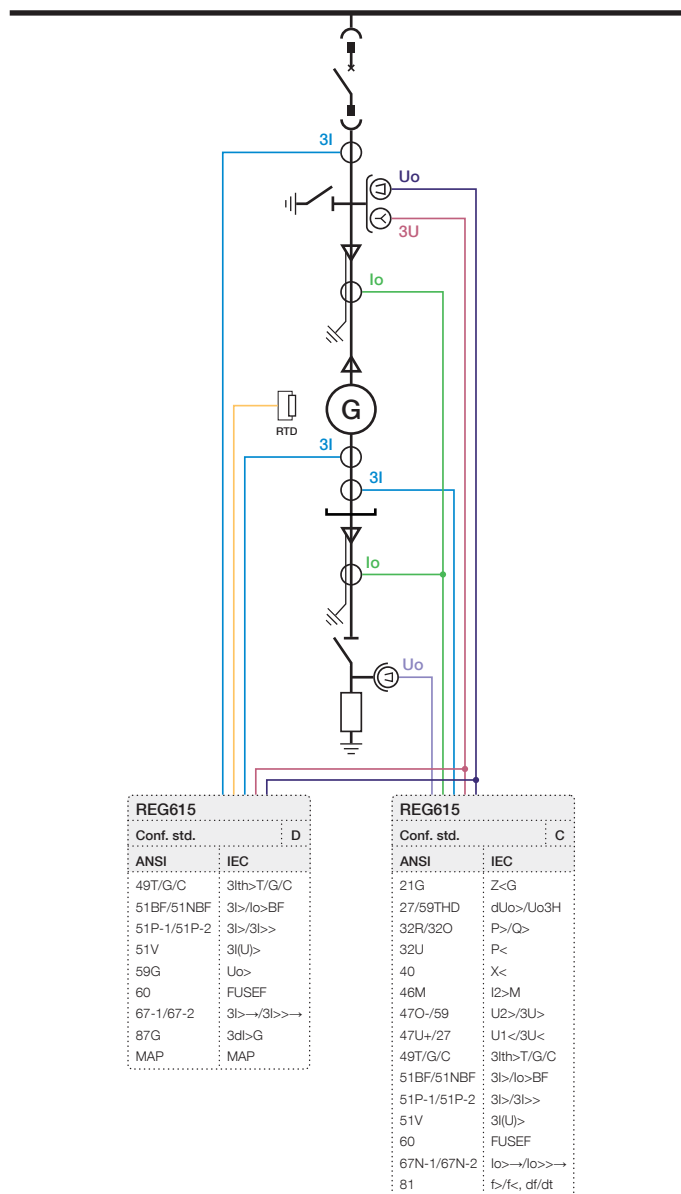 3I
Uo
3U
Io
G
RTD
3I
3I
Io
Uo
REG615
Conf. std. D
ANSI IEC
49T/G/C 3Ith>T/G/C
51BF/51NBF 3I>/Io>BF
51P-1/51P-2 3I>/3I>>
51V 3I(U)>
59G Uo>
60 FUSEF
67-1/67-2 3I>→/3I>>→
87G 3dI>G
MAP MAP
REG615
Conf. std. C
ANSI IEC
21G Z<G
27/59THD dUo>/Uo3H
32R/32O P>/Q>
32U P<
40 X<
46M I2>M
47O-/59 U2>/3U>
47U+/27 U1</3U<
49T/G/C 3Ith>T/G/C
51BF/51NBF 3I>/Io>BF
51P-1/51P-2 3I>/3I>>
51V 3I(U)>
60 FUSEF
67N-1/67N-2 Io>→/Io>>→
81 f>/f<, df/dt